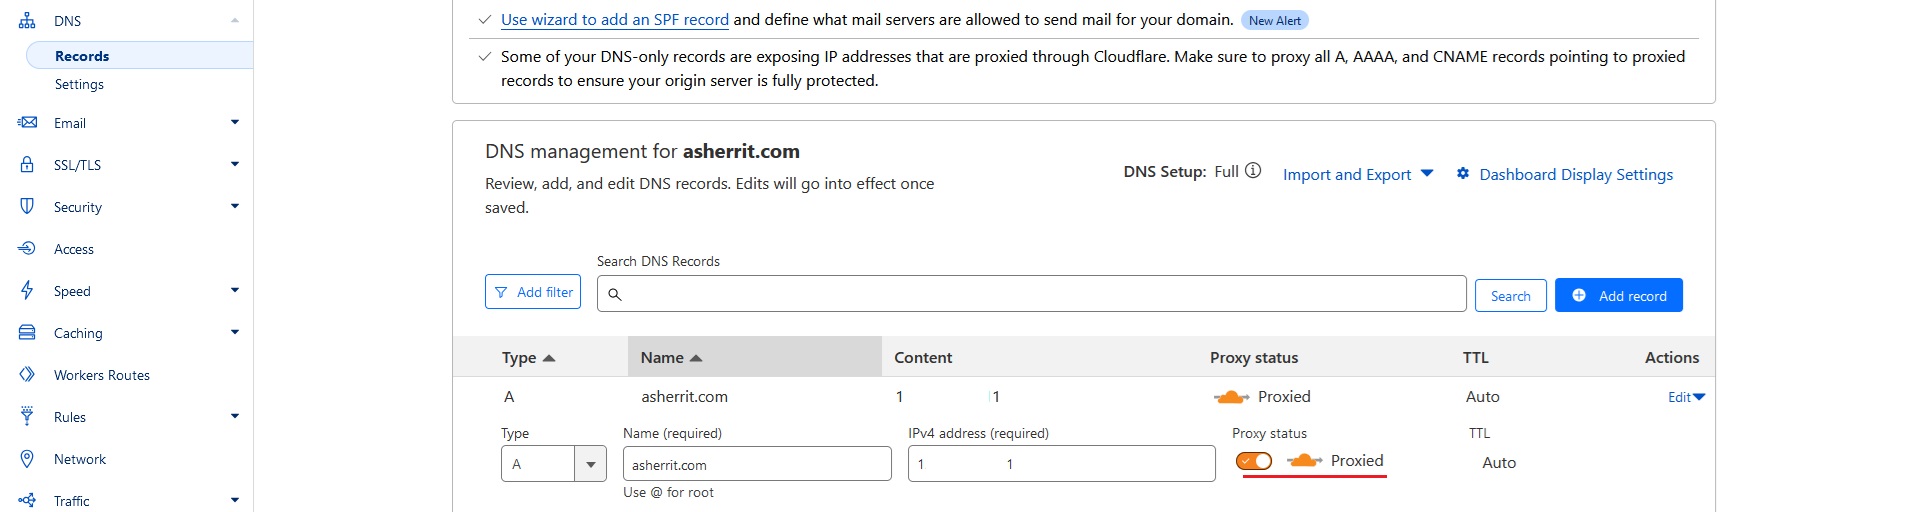 DNS
Records
Settings
Email
SSL/TLS
Security
Access
Speed
Caching
Workers Routes
Rules
Network
Traffic
Use wizard to add an SPF record and define what mail servers are allowed to send mail for your domain. New Alert
Some of your DNS-only records are exposing IP addresses that are proxied through Cloudflare. Make sure to proxy all A, AAAA, and CNAME records pointing to proxied
records to ensure your origin server is fully protected.
DNS management for asherrit.com
Review, add, and edit DNS records. Edits will go into effect once
saved.
DNS Setup: Full
Import and Export
Dashboard Display Settings
Search DNS Records
Add filter
Search
Add record
Type Name Content Proxy status TTL Actions
A asherrit.com 1 1 Proxied Auto Edit
Type Name (required) IPv4 address (required) Proxy status TTL
A asherrit.com 1 1 Proxied Auto
Use @ for root